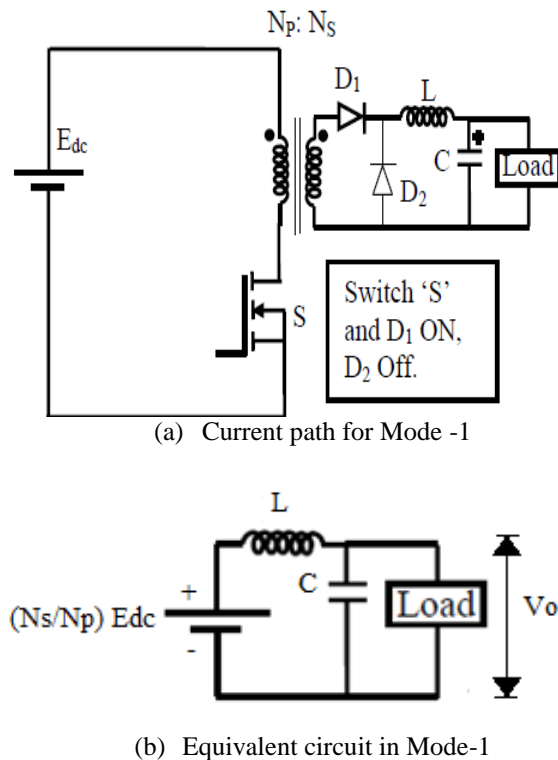 Nₚ: Nₛ
D₁
L
E_dc
C
Load
D₂
S
Switch ‘S’
and D₁ ON,
D₂ Off.
(a) Current path for Mode -1
L
+
C
(Ns/Np) Edc
Load
Vo
-
(b) Equivalent circuit in Mode-1